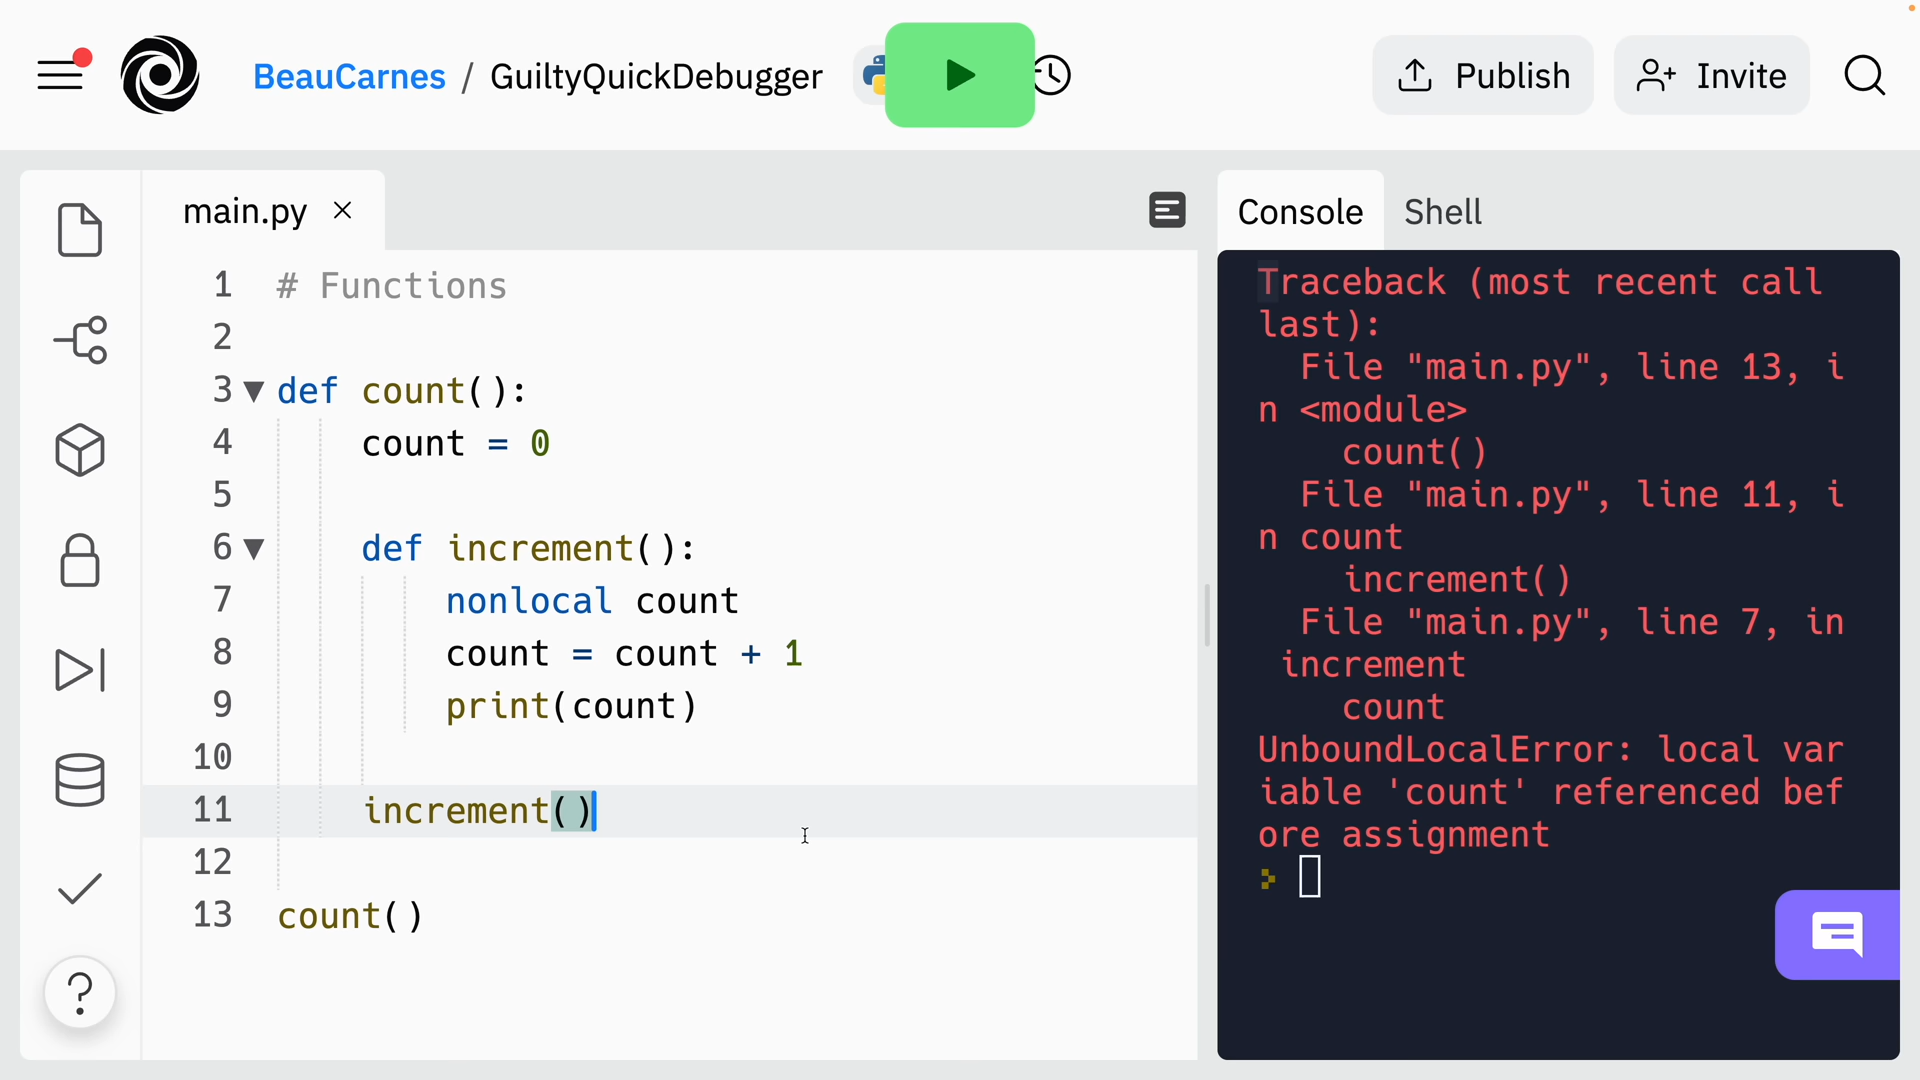 BeauCarnes / GuiltyQuickDebugger
Publish
Invite
main.py
Console
Shell
1 # Functions
2
3 def count():
4 count = 0
5
6 def increment():
7 nonlocal count
8 count = count + 1
9 print(count)
10
11 increment()
12
13 count()
Traceback (most recent call
last):
File "main.py", line 13, i
n <module>
count()
File "main.py", line 11, i
n count
increment()
File "main.py", line 7, in
increment
count
UnboundLocalError: local var
iable 'count' referenced bef
ore assignment